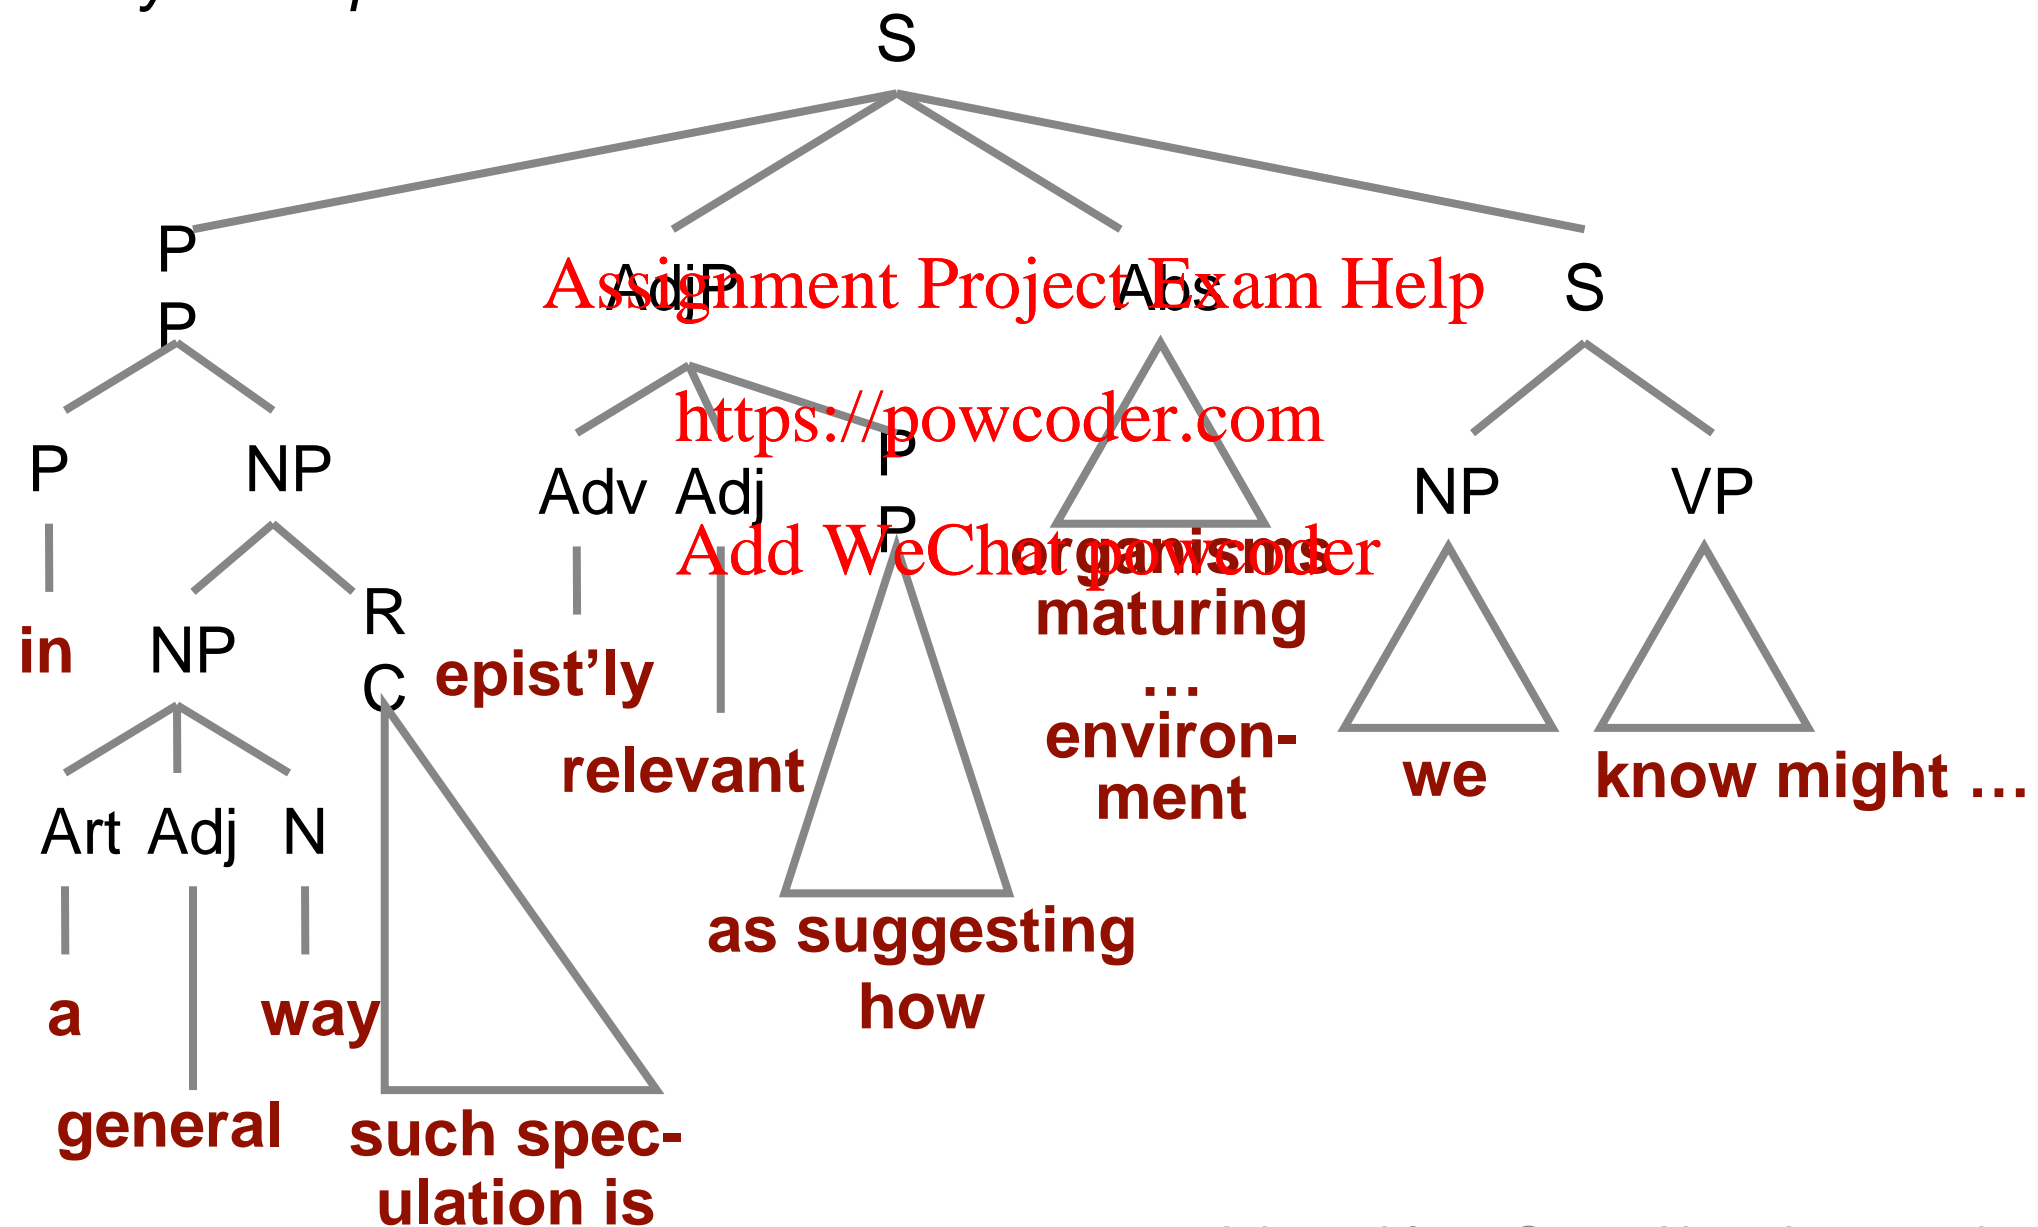 S
P
P
AdjP
Abs
S
Assignment Project Exam Help
https://powcoder.com
P
NP
Adv
Adj
P
P
NP
VP
Add WeChat powcoder
in
NP
R
C
epist’ly
relevant
organisms
maturing
…
environ-
ment
we
know might …
Art
Adj
N
as suggesting
how
a
way
general
such spec-
ulation is